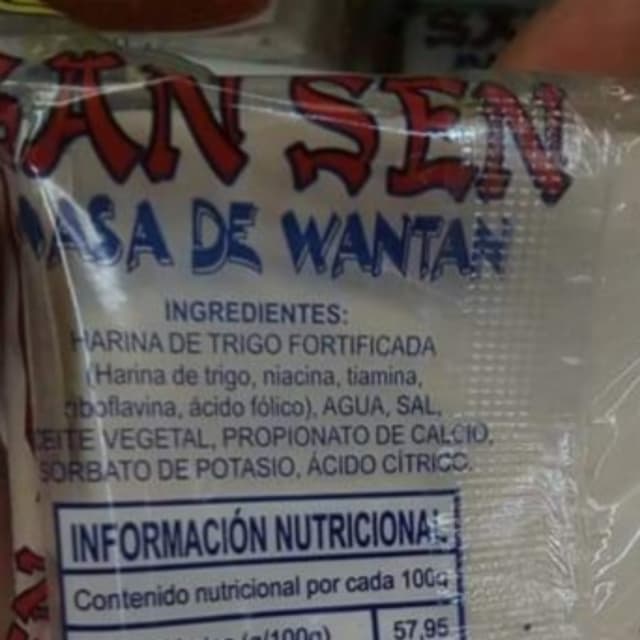 SAN SEN
MASA DE WANTAN
INGREDIENTES:
HARINA DE TRIGO FORTIFICADA
(Harina de trigo, niacina, tiamina,
riboflavina, ácido fólico), AGUA, SAL,
ACEITE VEGETAL, PROPIONATO DE CALCIO,
SORBATO DE POTASIO, ÁCIDO CÍTRICO.
INFORMACIÓN NUTRICIONAL
Contenido nutricional por cada 100g
(g/100g) 57,95